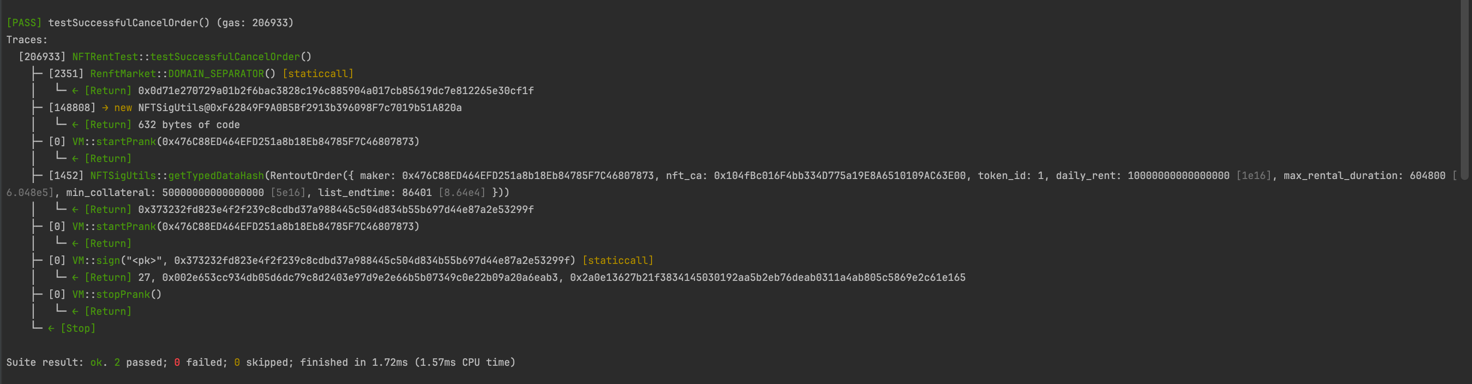 [PASS] testSuccessfulCancelOrder() (gas: 206933)
Traces:
[206933] NFTRentTest::testSuccessfulCancelOrder()
├─ [2351] RenftMarket::DOMAIN_SEPARATOR() [staticcall]
│   └─ ← [Return] 0x0d71e270729a01b2f6bac3828c196c885904a017cb85619dc7e812265e30cf1f
├─ [148808] → new NFTSigUtils@0xF62849F9A0B5Bf2913b396098F7c7019b51A820a
│   └─ ← [Return] 632 bytes of code
├─ [0] VM::startPrank(0x476C88ED464EFD251a8b18Eb84785F7C46807873)
│   └─ ← [Return]
├─ [1452] NFTSigUtils::getTypedDataHash(RentoutOrder({ maker: 0x476C88ED464EFD251a8b18Eb84785F7C46807873, nft_ca: 0x104fBc016F4bb334D775a19E8A6510109AC63E00, token_id: 1, daily_rent: 10000000000000000 [1e16], max_rental_duration: 604800 [
6.048e5], min_collateral: 50000000000000000 [5e16], list_endtime: 86401 [8.64e4] }))
│   └─ ← [Return] 0x373232fd823e4f2f239c8cdbd37a988445c504d834b55b697d44e87a2e53299f
├─ [0] VM::startPrank(0x476C88ED464EFD251a8b18Eb84785F7C46807873)
│   └─ ← [Return]
├─ [0] VM::sign("<pk>", 0x373232fd823e4f2f239c8cdbd37a988445c504d834b55b697d44e87a2e53299f) [staticcall]
│   └─ ← [Return] 27, 0x002e653cc934db05d6dc79c8d2403e97d9e2e66b5b07349c0e22b09a20a6eab3, 0x2a0e13627b21f3834145030192aa5b2eb76deab0311a4ab805c5869e2c61e165
├─ [0] VM::stopPrank()
│   └─ ← [Return]
└─ ← [Stop]
Suite result: ok. 2 passed; 0 failed; 0 skipped; finished in 1.72ms (1.57ms CPU time)